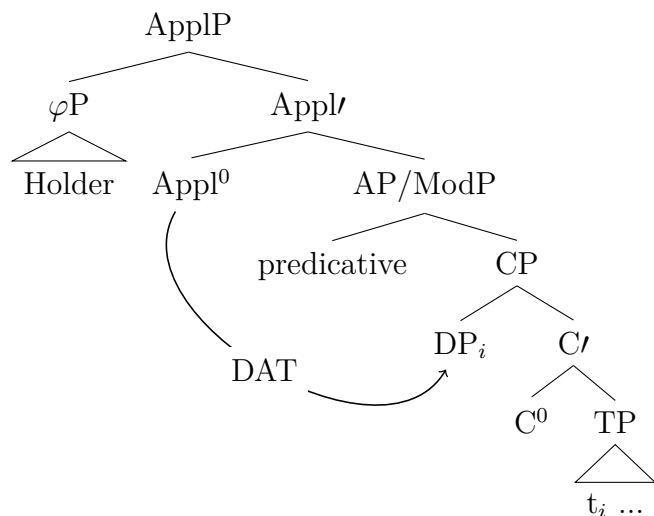 ApplP
φP Appl′
Holder Appl⁰ AP/ModP
predicative CP
DAT DPᵢ C′
C⁰ TP
tᵢ ...